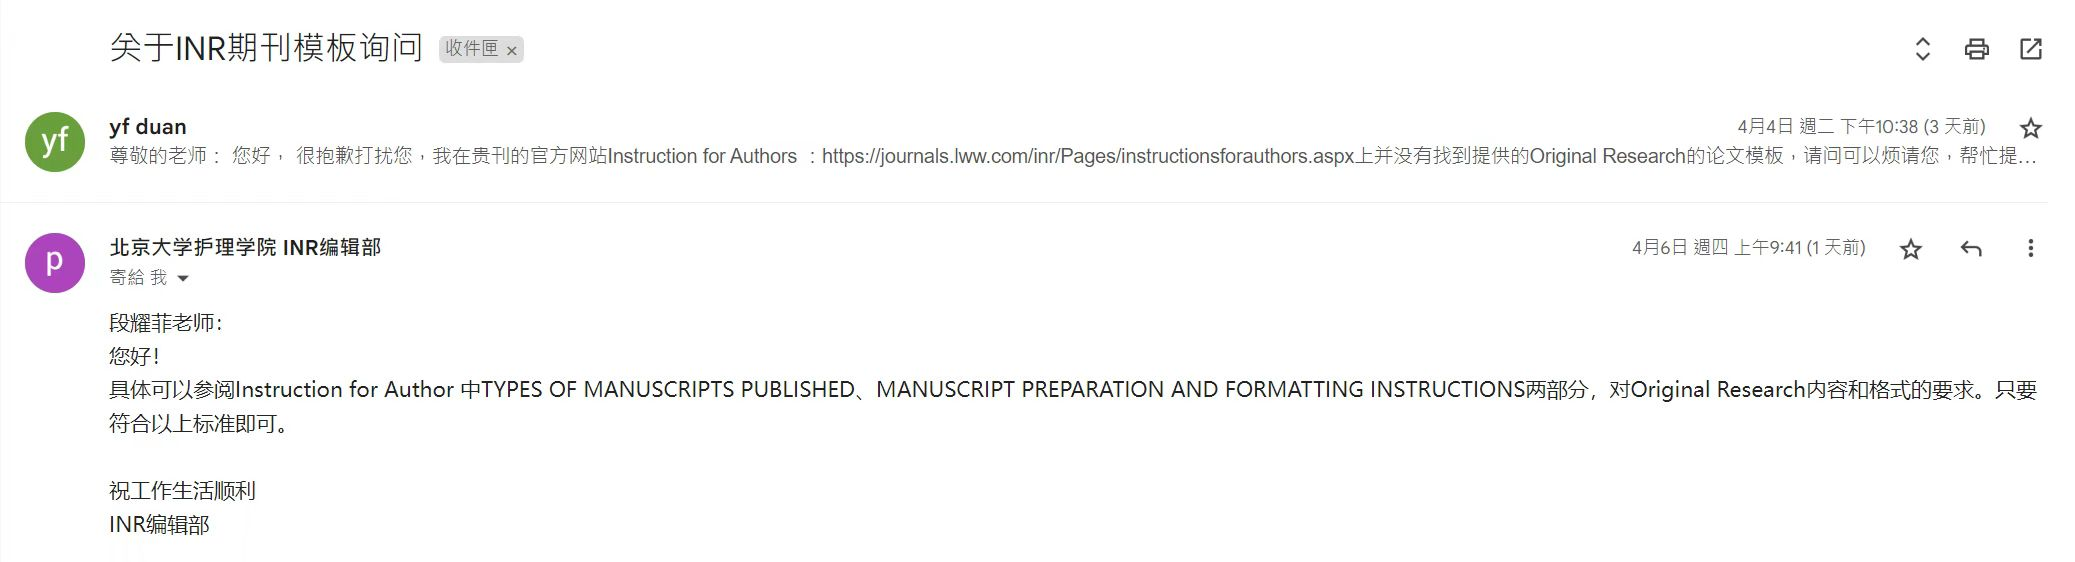 关于INR期刊模板询问 收件匣 ×
yf
yf duan
4月4日 週二 下午10:38 (3 天前)
尊敬的老师： 您好， 很抱歉打扰您，我在贵刊的官方网站Instruction for Authors ：https://journals.lww.com/inr/Pages/instructionsforauthors.aspx上并没有找到提供的Original Research的论文模板，请问可以烦请您，帮忙提…
p
北京大学护理学院 INR编辑部
4月6日 週四 上午9:41 (1 天前)
寄給 我
段耀菲老师：
您好！
具体可以参阅Instruction for Author 中TYPES OF MANUSCRIPTS PUBLISHED、MANUSCRIPT PREPARATION AND FORMATTING INSTRUCTIONS两部分，对Original Research内容和格式的要求。只要
符合以上标准即可。
祝工作生活顺利
INR编辑部